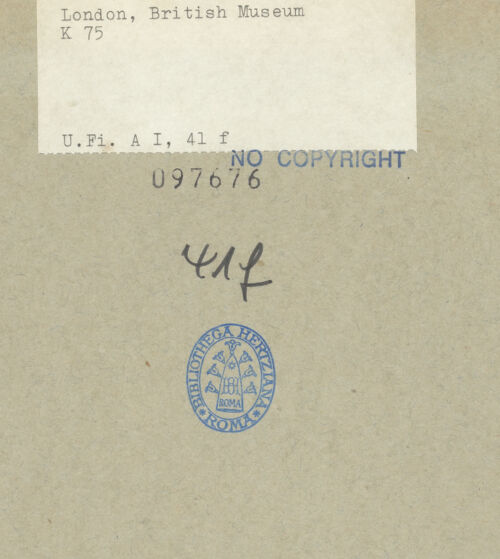 London, British Museum
K 75
U.Fi. A I, 41 f
NO COPYRIGHT
097676
41f
BIBLIOTHECA HERTZIANA
ROMA
ROMA